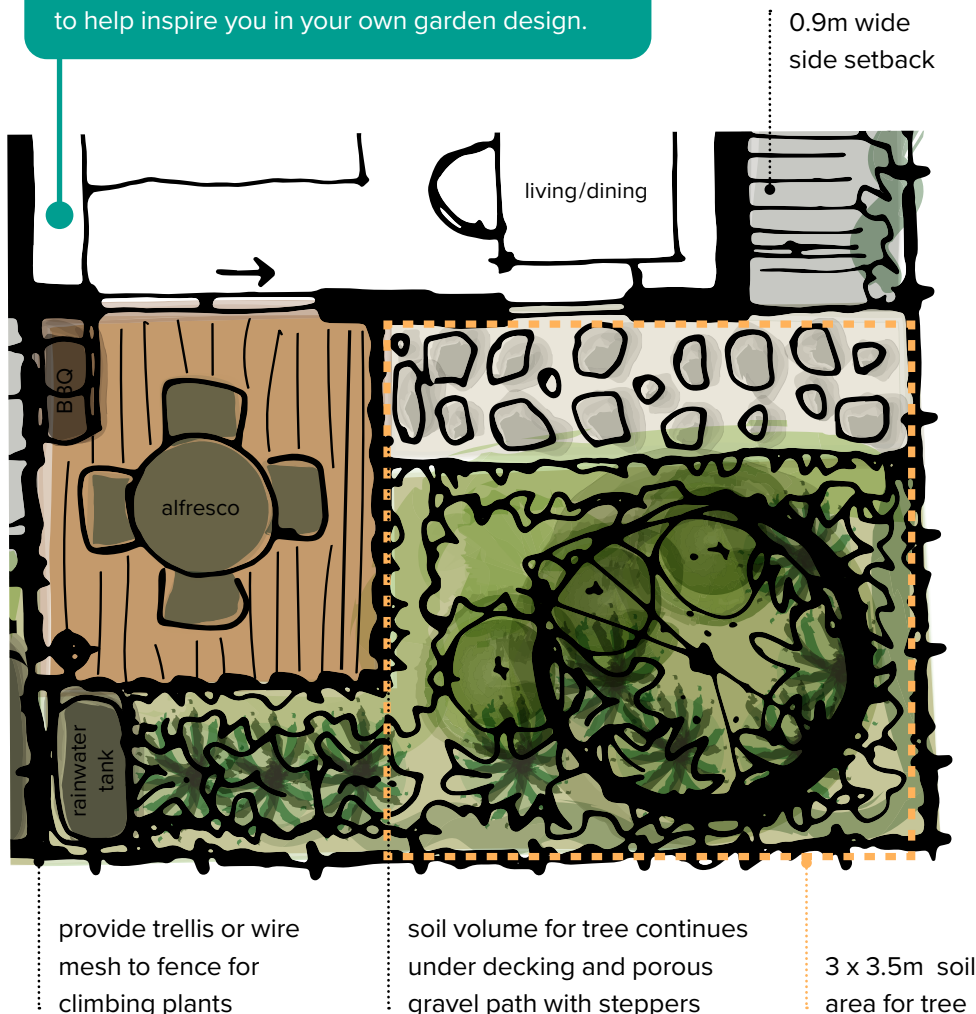 to help inspire you in your own garden design.
0.9m wide
side setback
living/dining
BBQ
alfresco
rainwater
tank
provide trellis or wire
mesh to fence for
climbing plants
soil volume for tree continues
under decking and porous
gravel path with steppers
3 x 3.5m soil
area for tree